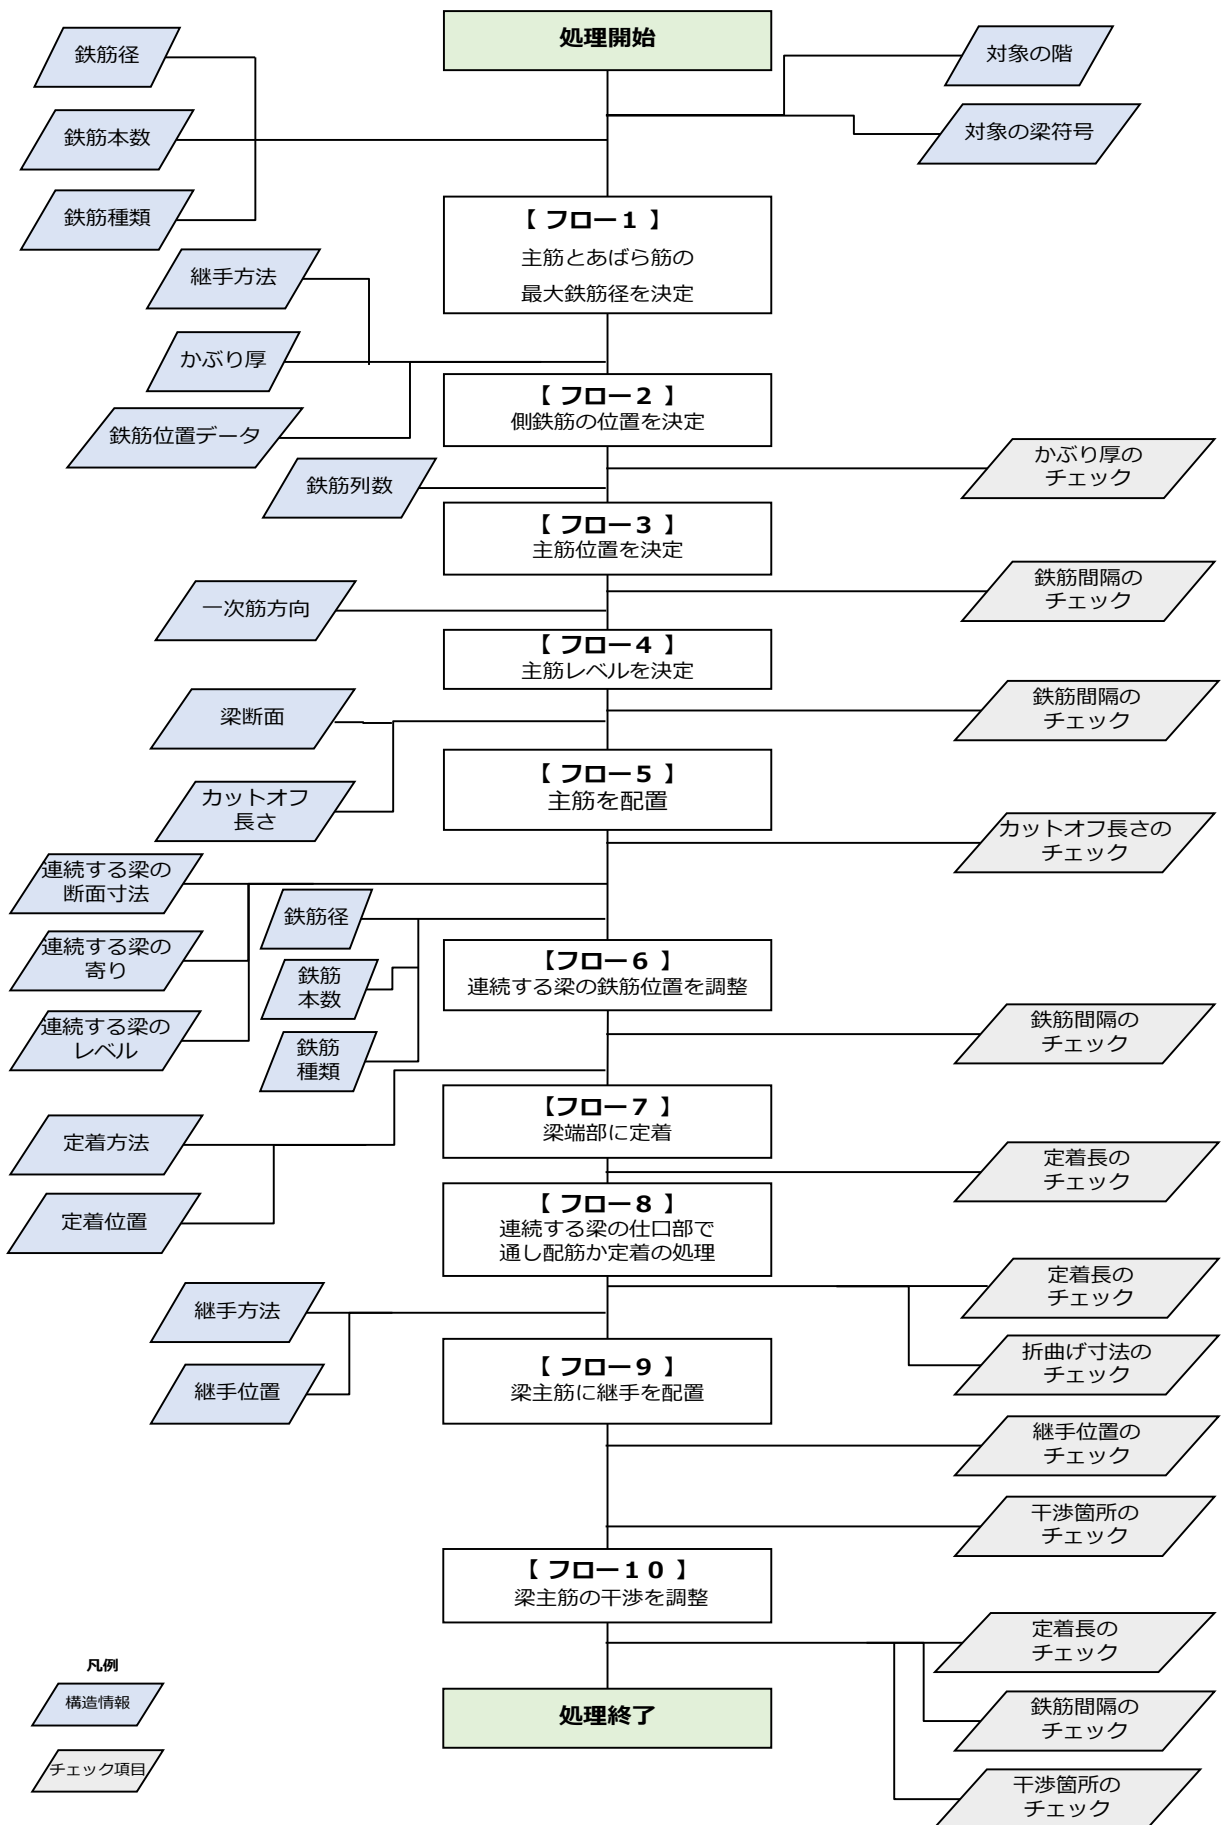 処理開始
鉄筋径
対象の階
鉄筋本数
対象の梁符号
鉄筋種類
【 フロー１ 】
主筋とあばら筋の
最大鉄筋径を決定
継手方法
かぶり厚
鉄筋位置データ
【 フロー２ 】
側鉄筋の位置を決定
かぶり厚の
チェック
鉄筋列数
【 フロー３ 】
主筋位置を決定
鉄筋間隔の
チェック
一次筋方向
【 フロー４ 】
主筋レベルを決定
鉄筋間隔の
チェック
梁断面
カットオフ
長さ
【 フロー５ 】
主筋を配置
カットオフ長さの
チェック
連続する梁の
断面寸法
連続する梁の
寄り
連続する梁の
レベル
鉄筋径
鉄筋
本数
鉄筋
種類
【フロー６ 】
連続する梁の鉄筋位置を調整
鉄筋間隔の
チェック
定着方法
定着位置
【フロー７ 】
梁端部に定着
定着長の
チェック
【 フロー８ 】
連続する梁の仕口部で
通し配筋か定着の処理
定着長の
チェック
折曲げ寸法の
チェック
継手方法
継手位置
【 フロー９ 】
梁主筋に継手を配置
継手位置の
チェック
干渉箇所の
チェック
【 フロー１０ 】
梁主筋の干渉を調整
定着長の
チェック
鉄筋間隔の
チェック
干渉箇所の
チェック
処理終了
凡例
構造情報
チェック項目